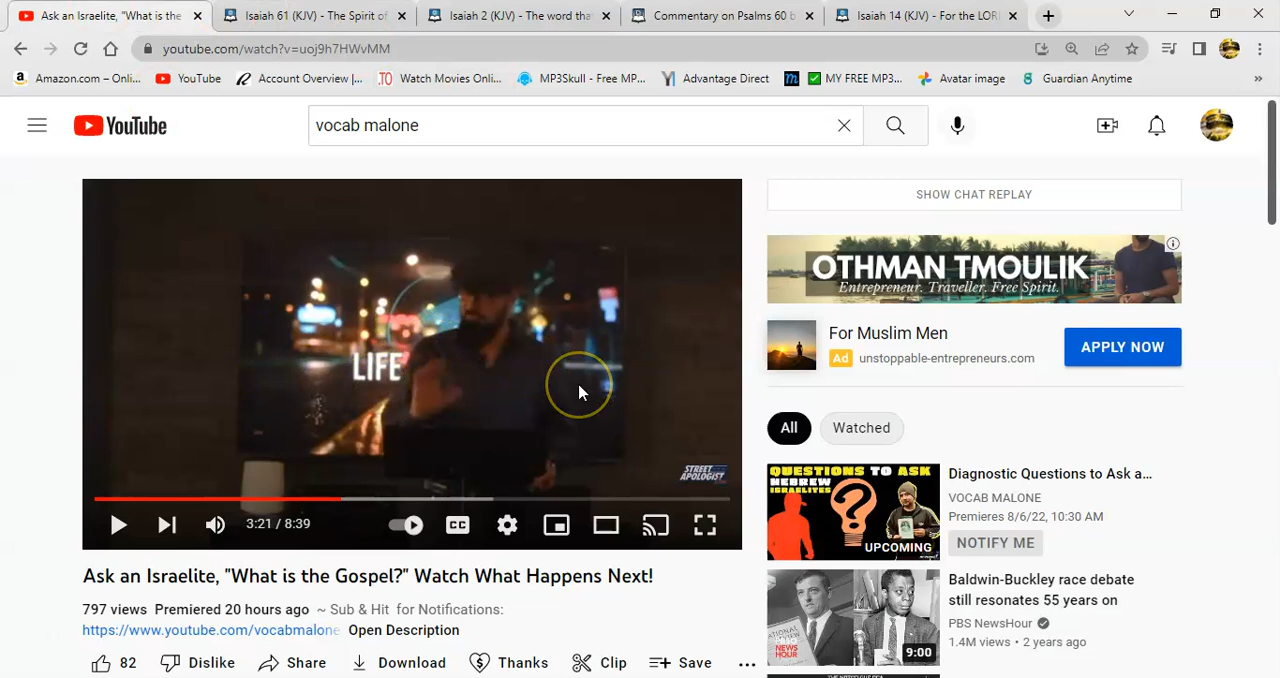 Ask an Israelite, "What is the
Isaiah 61 (KJV) - The Spirit of
Isaiah 2 (KJV) - The word tha
Commentary on Psalms 60 b
Isaiah 14 (KJV) - For the LOR
youtube.com/watch?v=uoj9h7HWvMM
Amazon.com – Onli...
YouTube
Account Overview |...
.TO Watch Movies Onli...
MP3Skull - Free MP...
Advantage Direct
m
MY FREE MP3...
Avatar image
Guardian Anytime
»
YouTube
vocab malone
SHOW CHAT REPLAY
LIFE
STREET
APOLOGIST
3:21 / 8:39
CC
OTHMAN TMOULIK
Entrepreneur. Traveller. Free Spirit.
For Muslim Men
Ad unstoppable-entrepreneurs.com
APPLY NOW
All
Watched
QUESTIONS TO ASK
HEBREW
ISRAELITES
UPCOMING
Diagnostic Questions to Ask a...
VOCAB MALONE
Premieres 8/6/22, 10:30 AM
NOTIFY ME
Ask an Israelite, "What is the Gospel?" Watch What Happens Next!
797 views Premiered 20 hours ago ~ Sub & Hit for Notifications:
https://www.youtube.com/vocabmalone Open Description
82
Dislike
Share
Download
Thanks
Clip
Save
...
NEWS
HOUR
9:00
Baldwin-Buckley race debate
still resonates 55 years on
PBS NewsHour
1.4M views • 2 years ago